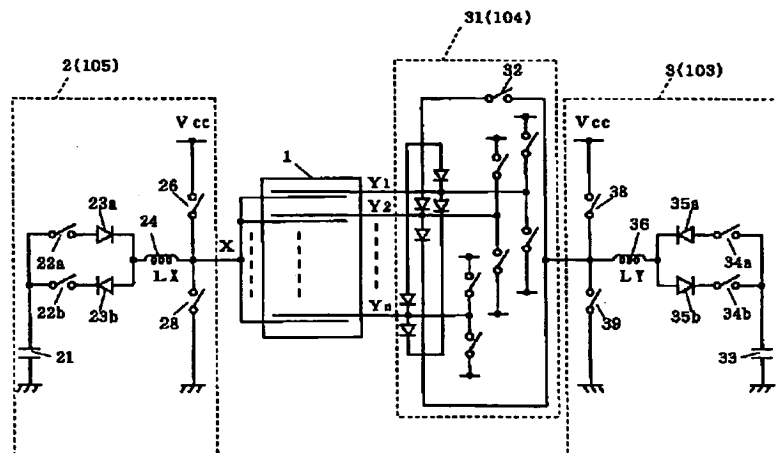 31(104)
2(105)
32
3(103)
Vcc
Vcc
1
26
38
23a
24
Y1
36
35a
Y2
X
LX
LY
22a
34a
Yn
22b
23b
28
39
35b
34b
21
33